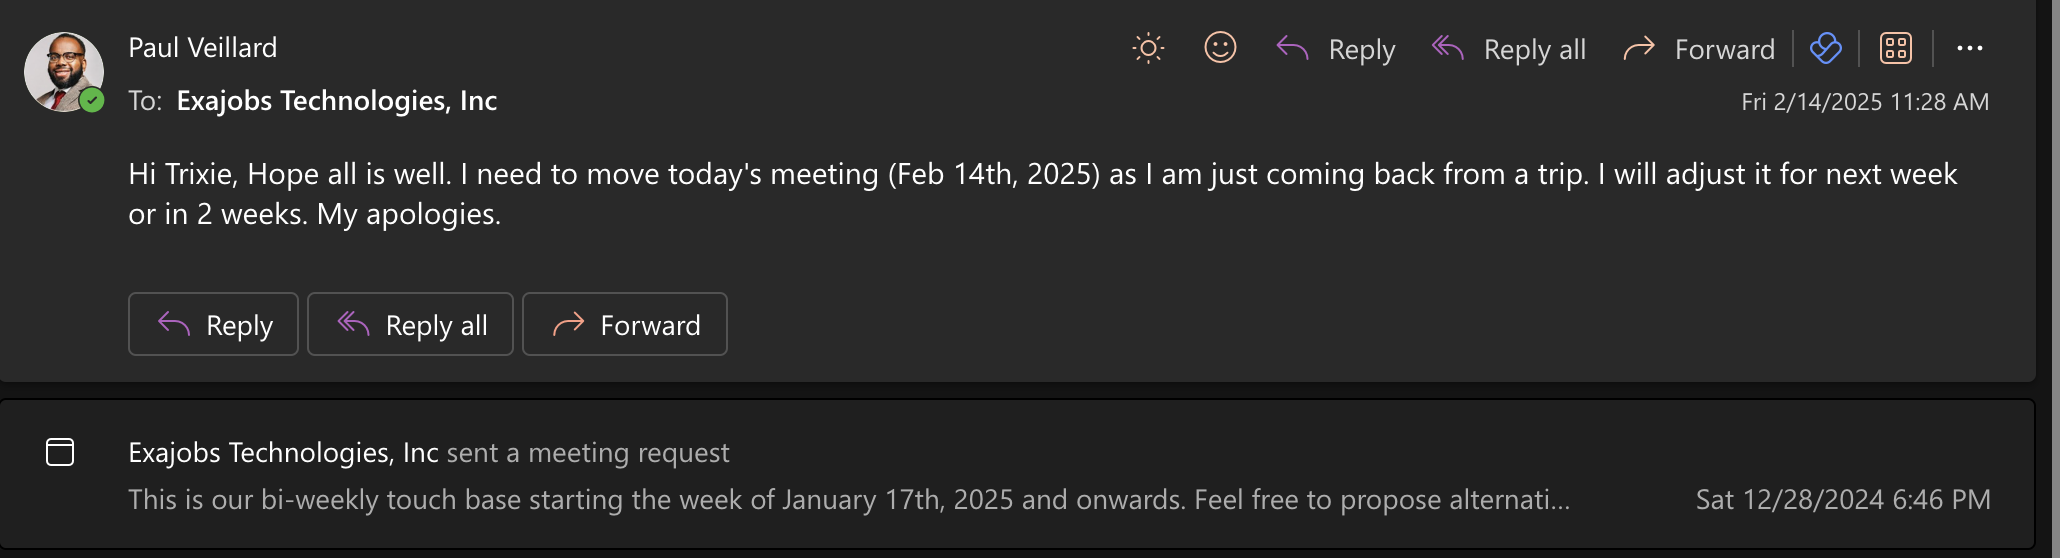 Paul Veillard
Reply Reply all Forward
To: Exajobs Technologies, Inc
Fri 2/14/2025 11:28 AM
Hi Trixie, Hope all is well. I need to move today's meeting (Feb 14th, 2025) as I am just coming back from a trip. I will adjust it for next week
or in 2 weeks. My apologies.
Reply Reply all Forward
Exajobs Technologies, Inc sent a meeting request
This is our bi-weekly touch base starting the week of January 17th, 2025 and onwards. Feel free to propose alternati...
Sat 12/28/2024 6:46 PM